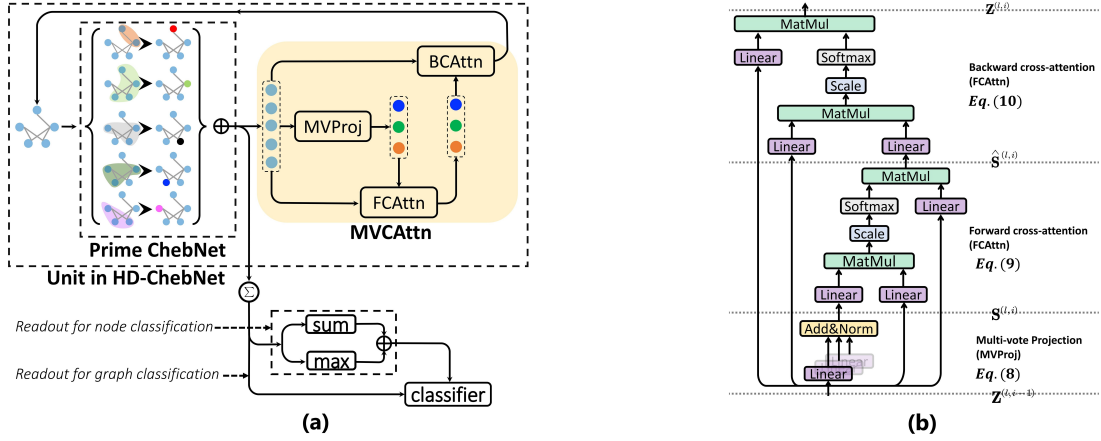 BCAttn
MVProj
FCAttn
MVCAttn
Prime ChebNet
Unit in HD-ChebNet
Σ
Readout for node classification
sum
max
Readout for graph classification
classifier
(a)
Z^(l,i)
MatMul
Linear
Softmax
Scale
Backward cross-attention
(FCAttn)
Eq.(10)
MatMul
Linear
Linear
Ŝ^(l,i)
MatMul
Softmax
Linear
Scale
Forward cross-attention
(FCAttn)
Eq.(9)
MatMul
Linear
Linear
S^(l,i)
Add&Norm
Multi-vote Projection
(MVProj)
Eq.(8)
Linear
Linear
Z^(l,i−1)
(b)